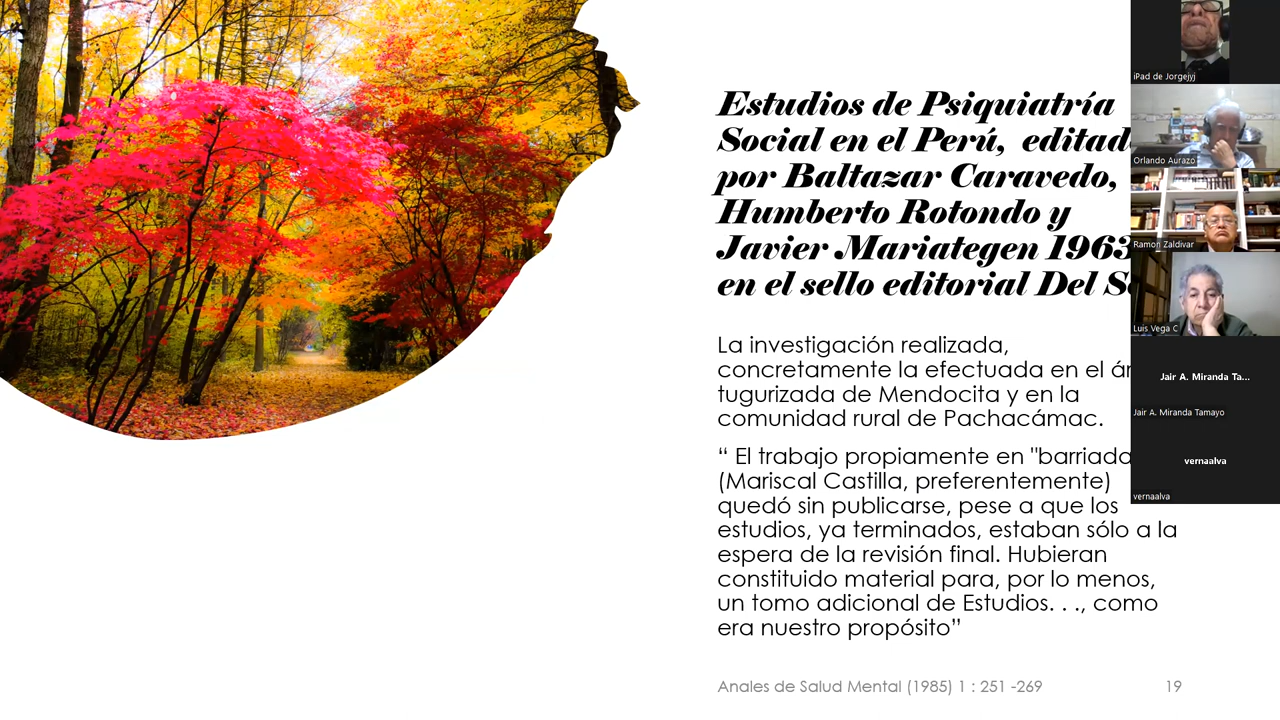 Estudios de Psiquiatría
Social en el Perú, editad
por Baltazar Caravedo,
Humberto Rotondo y
Javier Mariategen 1963
en el sello editorial Del S
La investigación realizada,
concretamente la efectuada en el ár
tugurizada de Mendocita y en la
comunidad rural de Pachacámac.
“ El trabajo propiamente en "barriada
(Mariscal Castilla, preferentemente)
quedó sin publicarse, pese a que los
estudios, ya terminados, estaban sólo a la
espera de la revisión final. Hubieran
constituido material para, por lo menos,
un tomo adicional de Estudios. . ., como
era nuestro propósito”
Anales de Salud Mental (1985) 1 : 251 -269
19
iPad de Jorgejyj
Orlando Aurazo
Ramon Zaldivar
Luis Vega C
Jair A. Miranda Ta...
Jair A. Miranda Tamayo
vernaalva
vernaalva